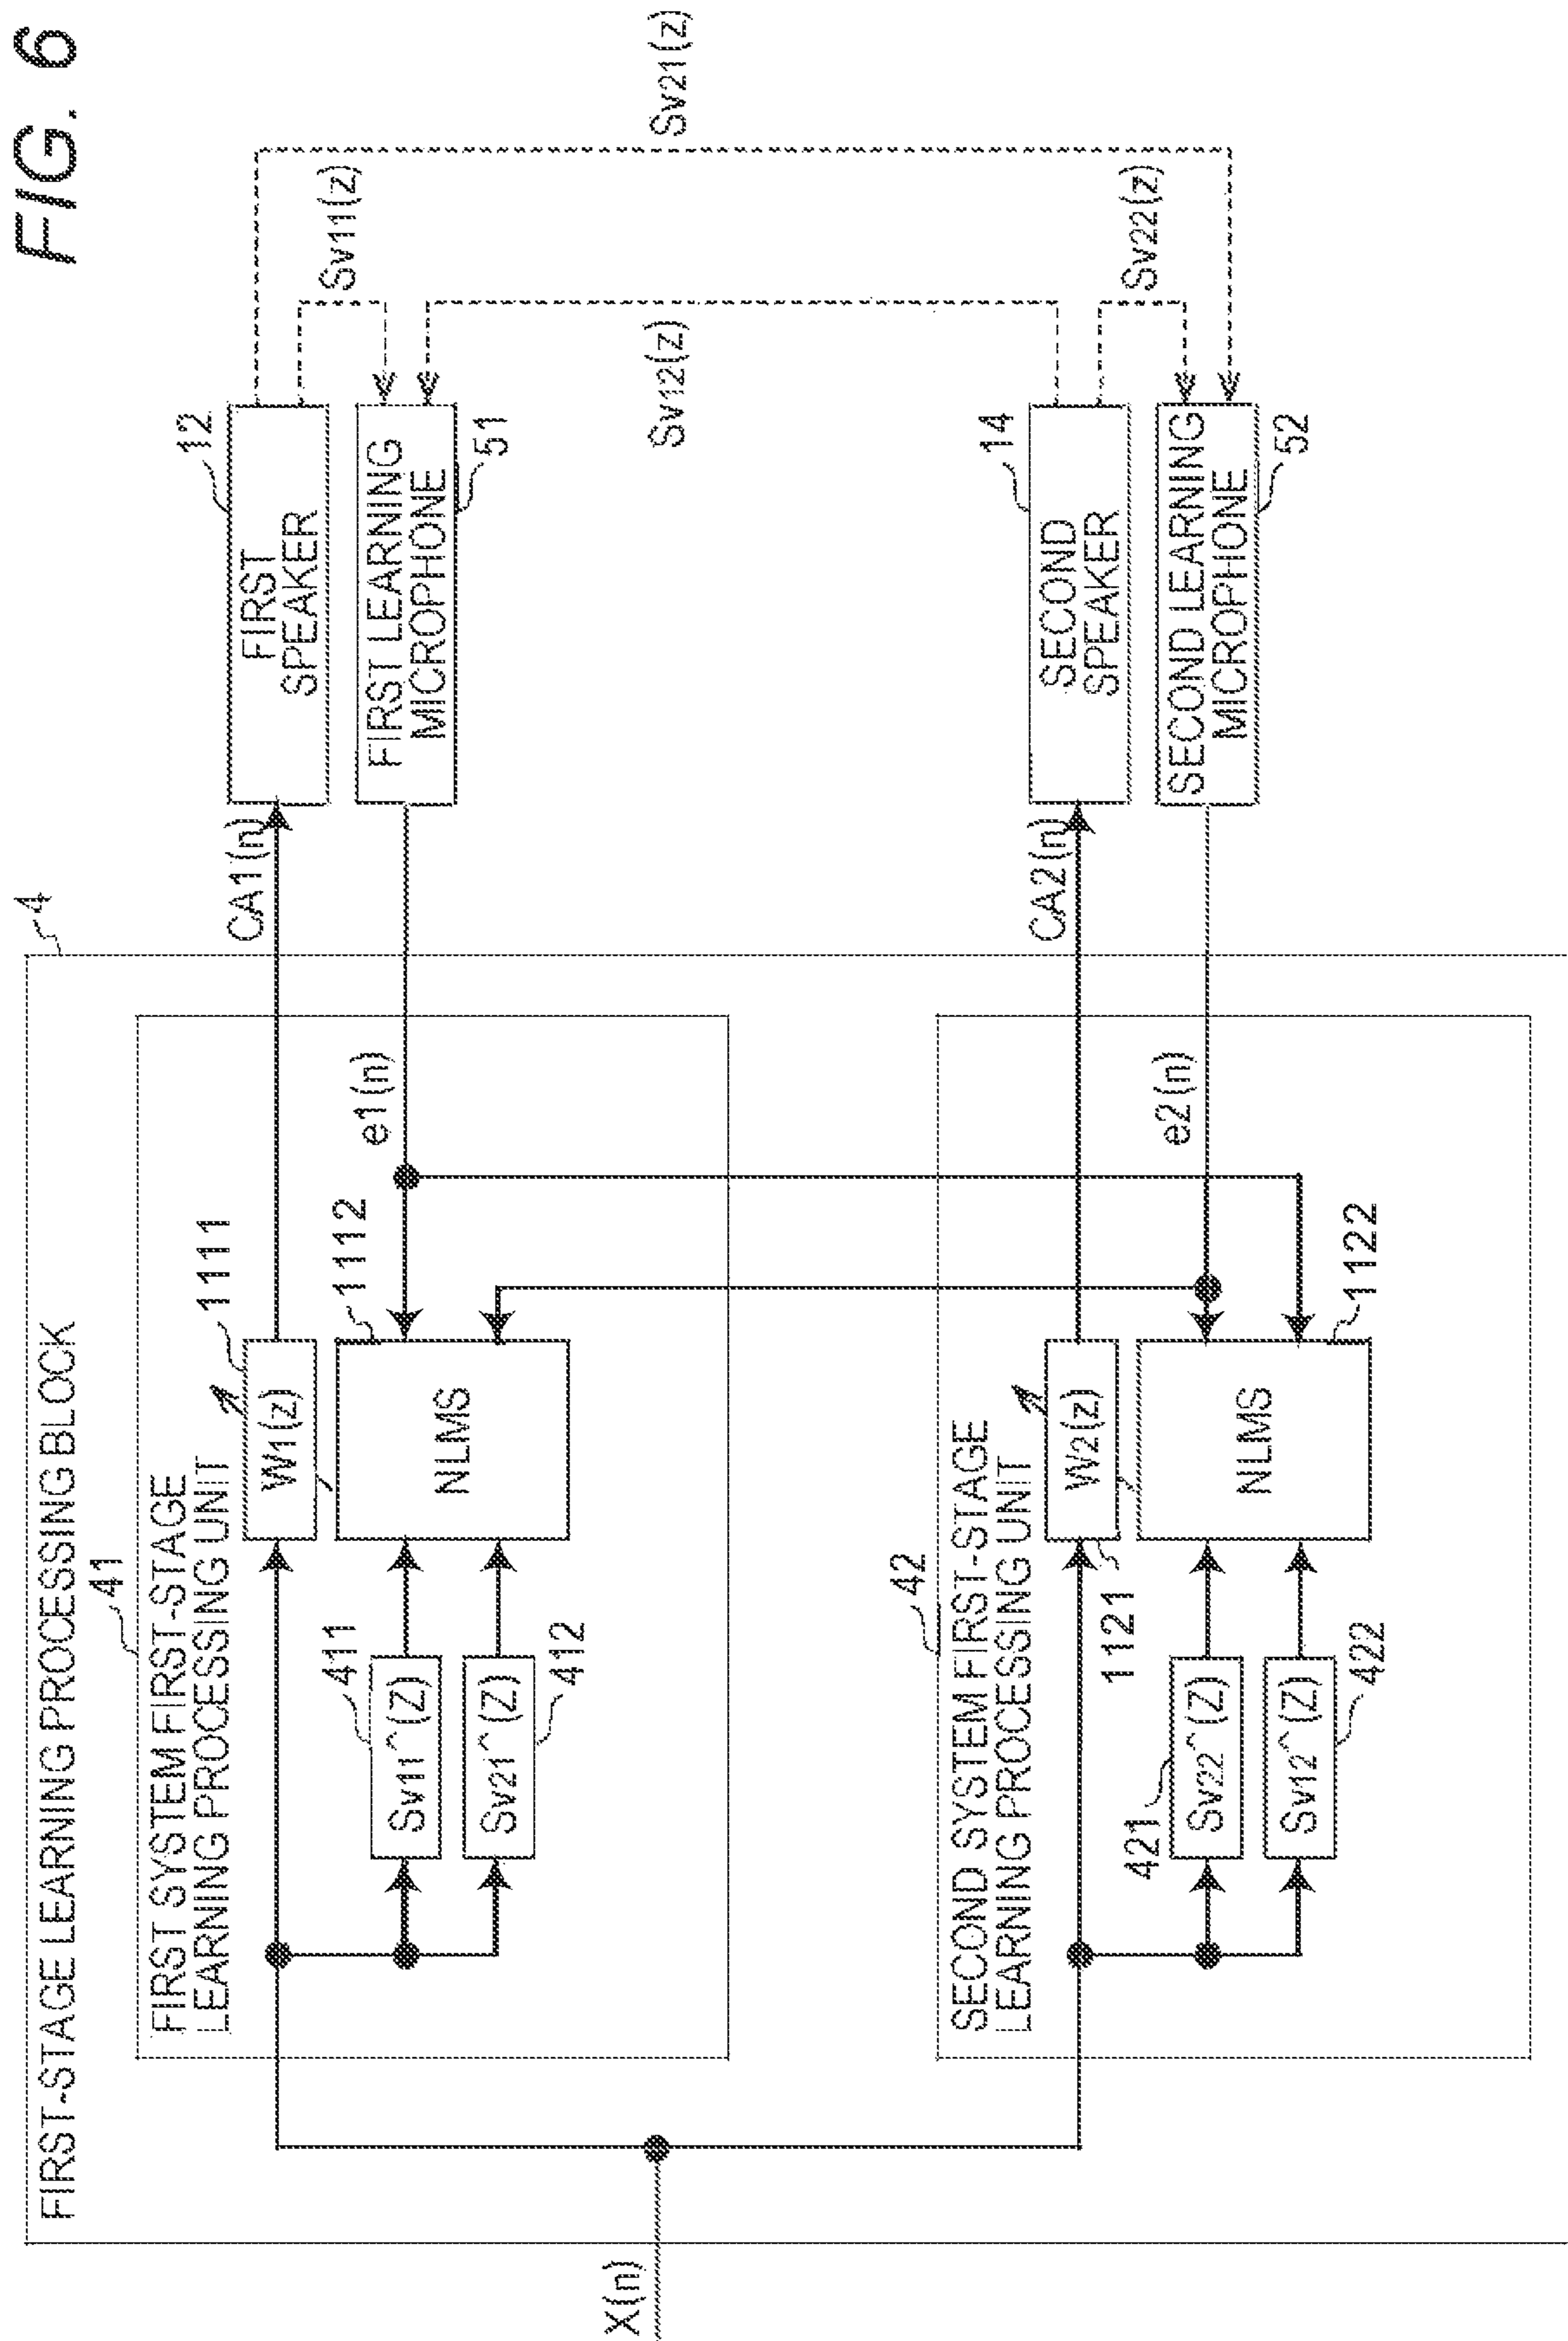 FIG. 6
FIRST-STAGE LEARNING PROCESSING BLOCK
4
41
FIRST SYSTEM FIRST-STAGE
LEARNING PROCESSING UNIT
1111
W1(z)
CA1(n)
12
FIRST
SPEAKER
Sv11(z)
Sv21(z)
411
Sv11^(Z)
1112
NLMS
e1(n)
FIRST LEARNING
MICROPHONE
51
Sv21^(Z)
412
X(n)
Sv12(z)
42
SECOND SYSTEM FIRST-STAGE
LEARNING PROCESSING UNIT
W2(z)
1121
CA2(n)
14
SECOND
SPEAKER
Sv22(z)
421
Sv22^(Z)
NLMS
1122
e2(n)
SECOND LEARNING
MICROPHONE
52
Sv12^(Z)
422